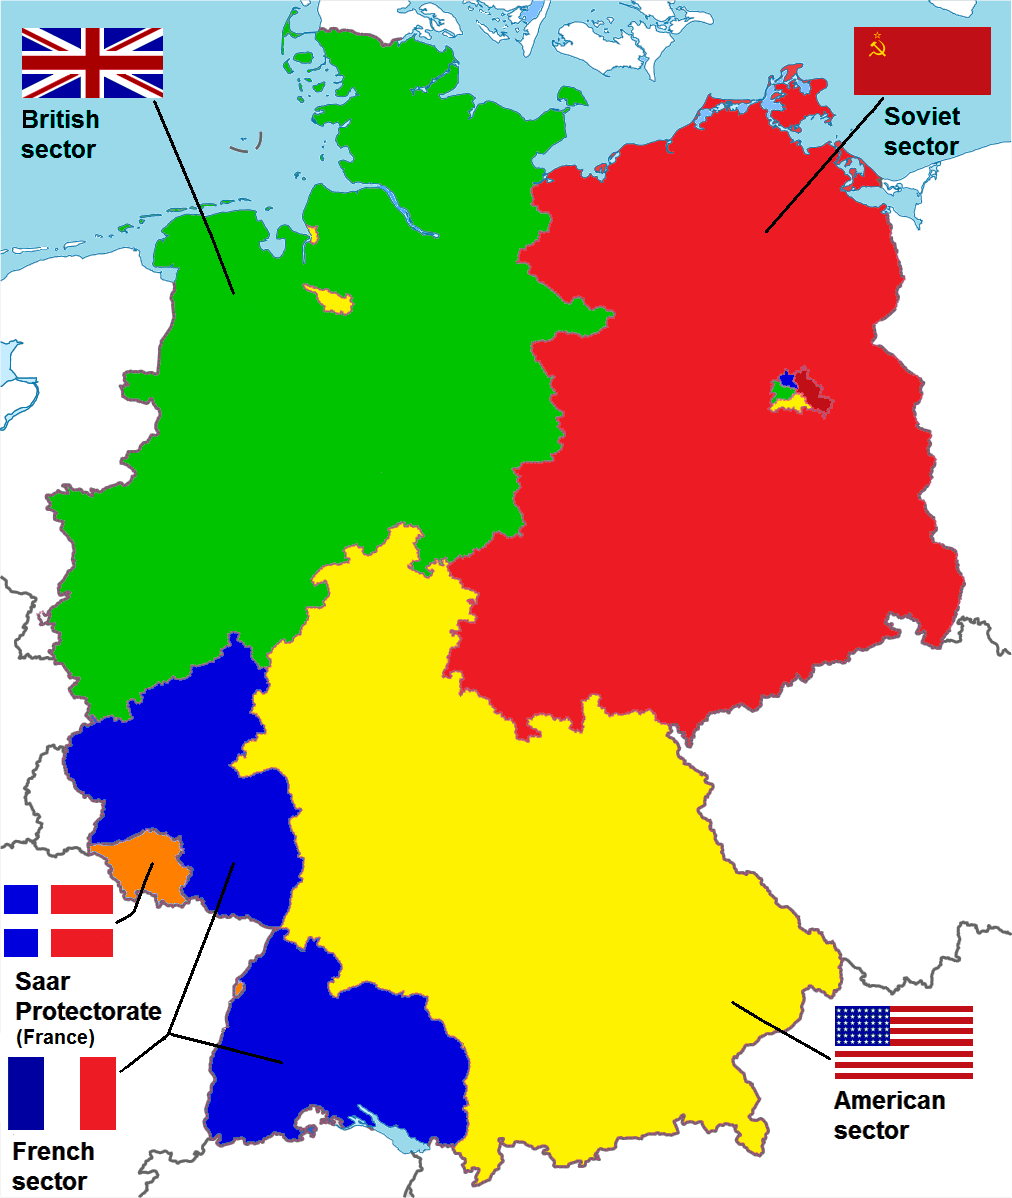 British
sector
Soviet
sector
Saar
Protectorate
(France)
French
sector
American
sector